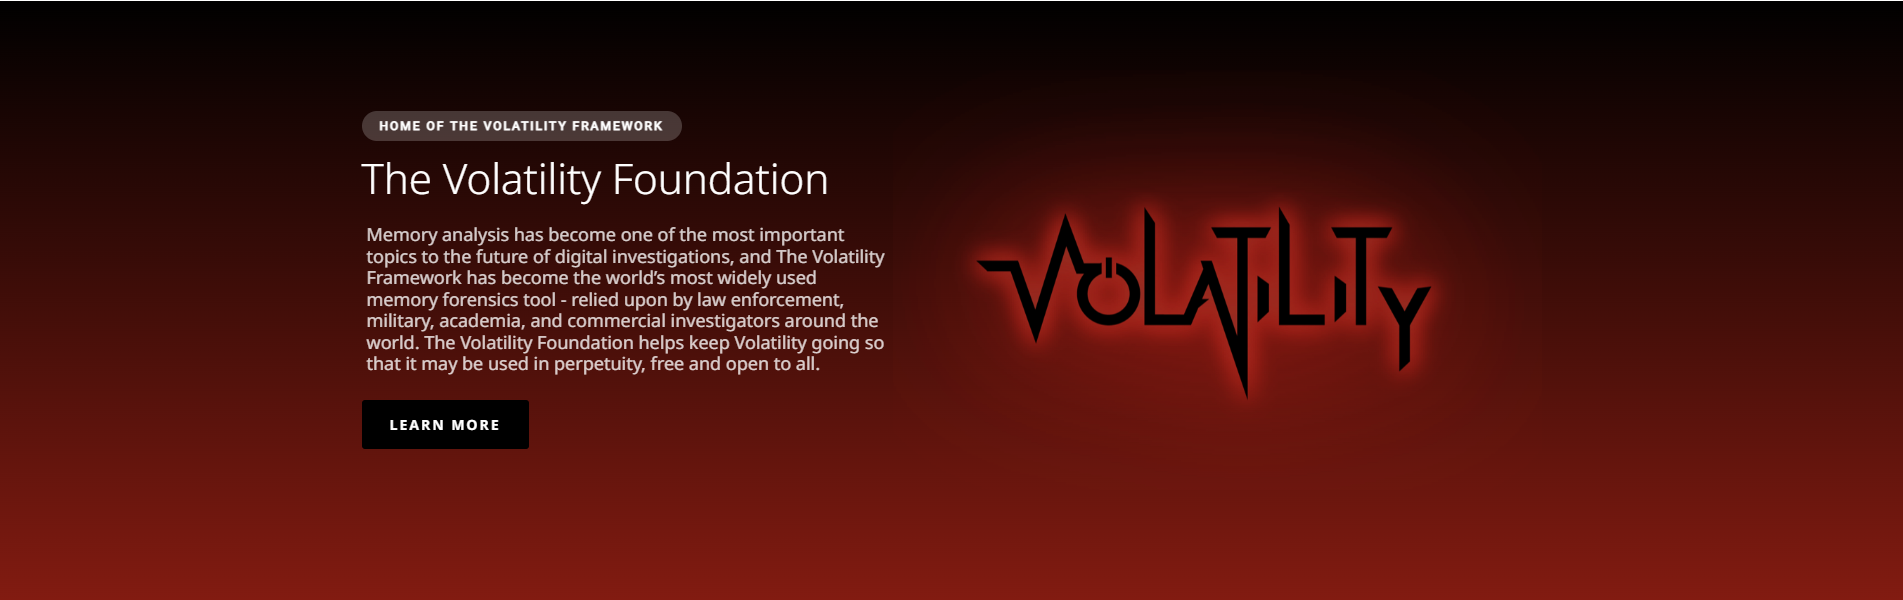 HOME OF THE VOLATILITY FRAMEWORK
The Volatility Foundation
Memory analysis has become one of the most important
topics to the future of digital investigations, and The Volatility
Framework has become the world’s most widely used
memory forensics tool - relied upon by law enforcement,
military, academia, and commercial investigators around the
world. The Volatility Foundation helps keep Volatility going so
that it may be used in perpetuity, free and open to all.
LEARN MORE
VOLATILITY